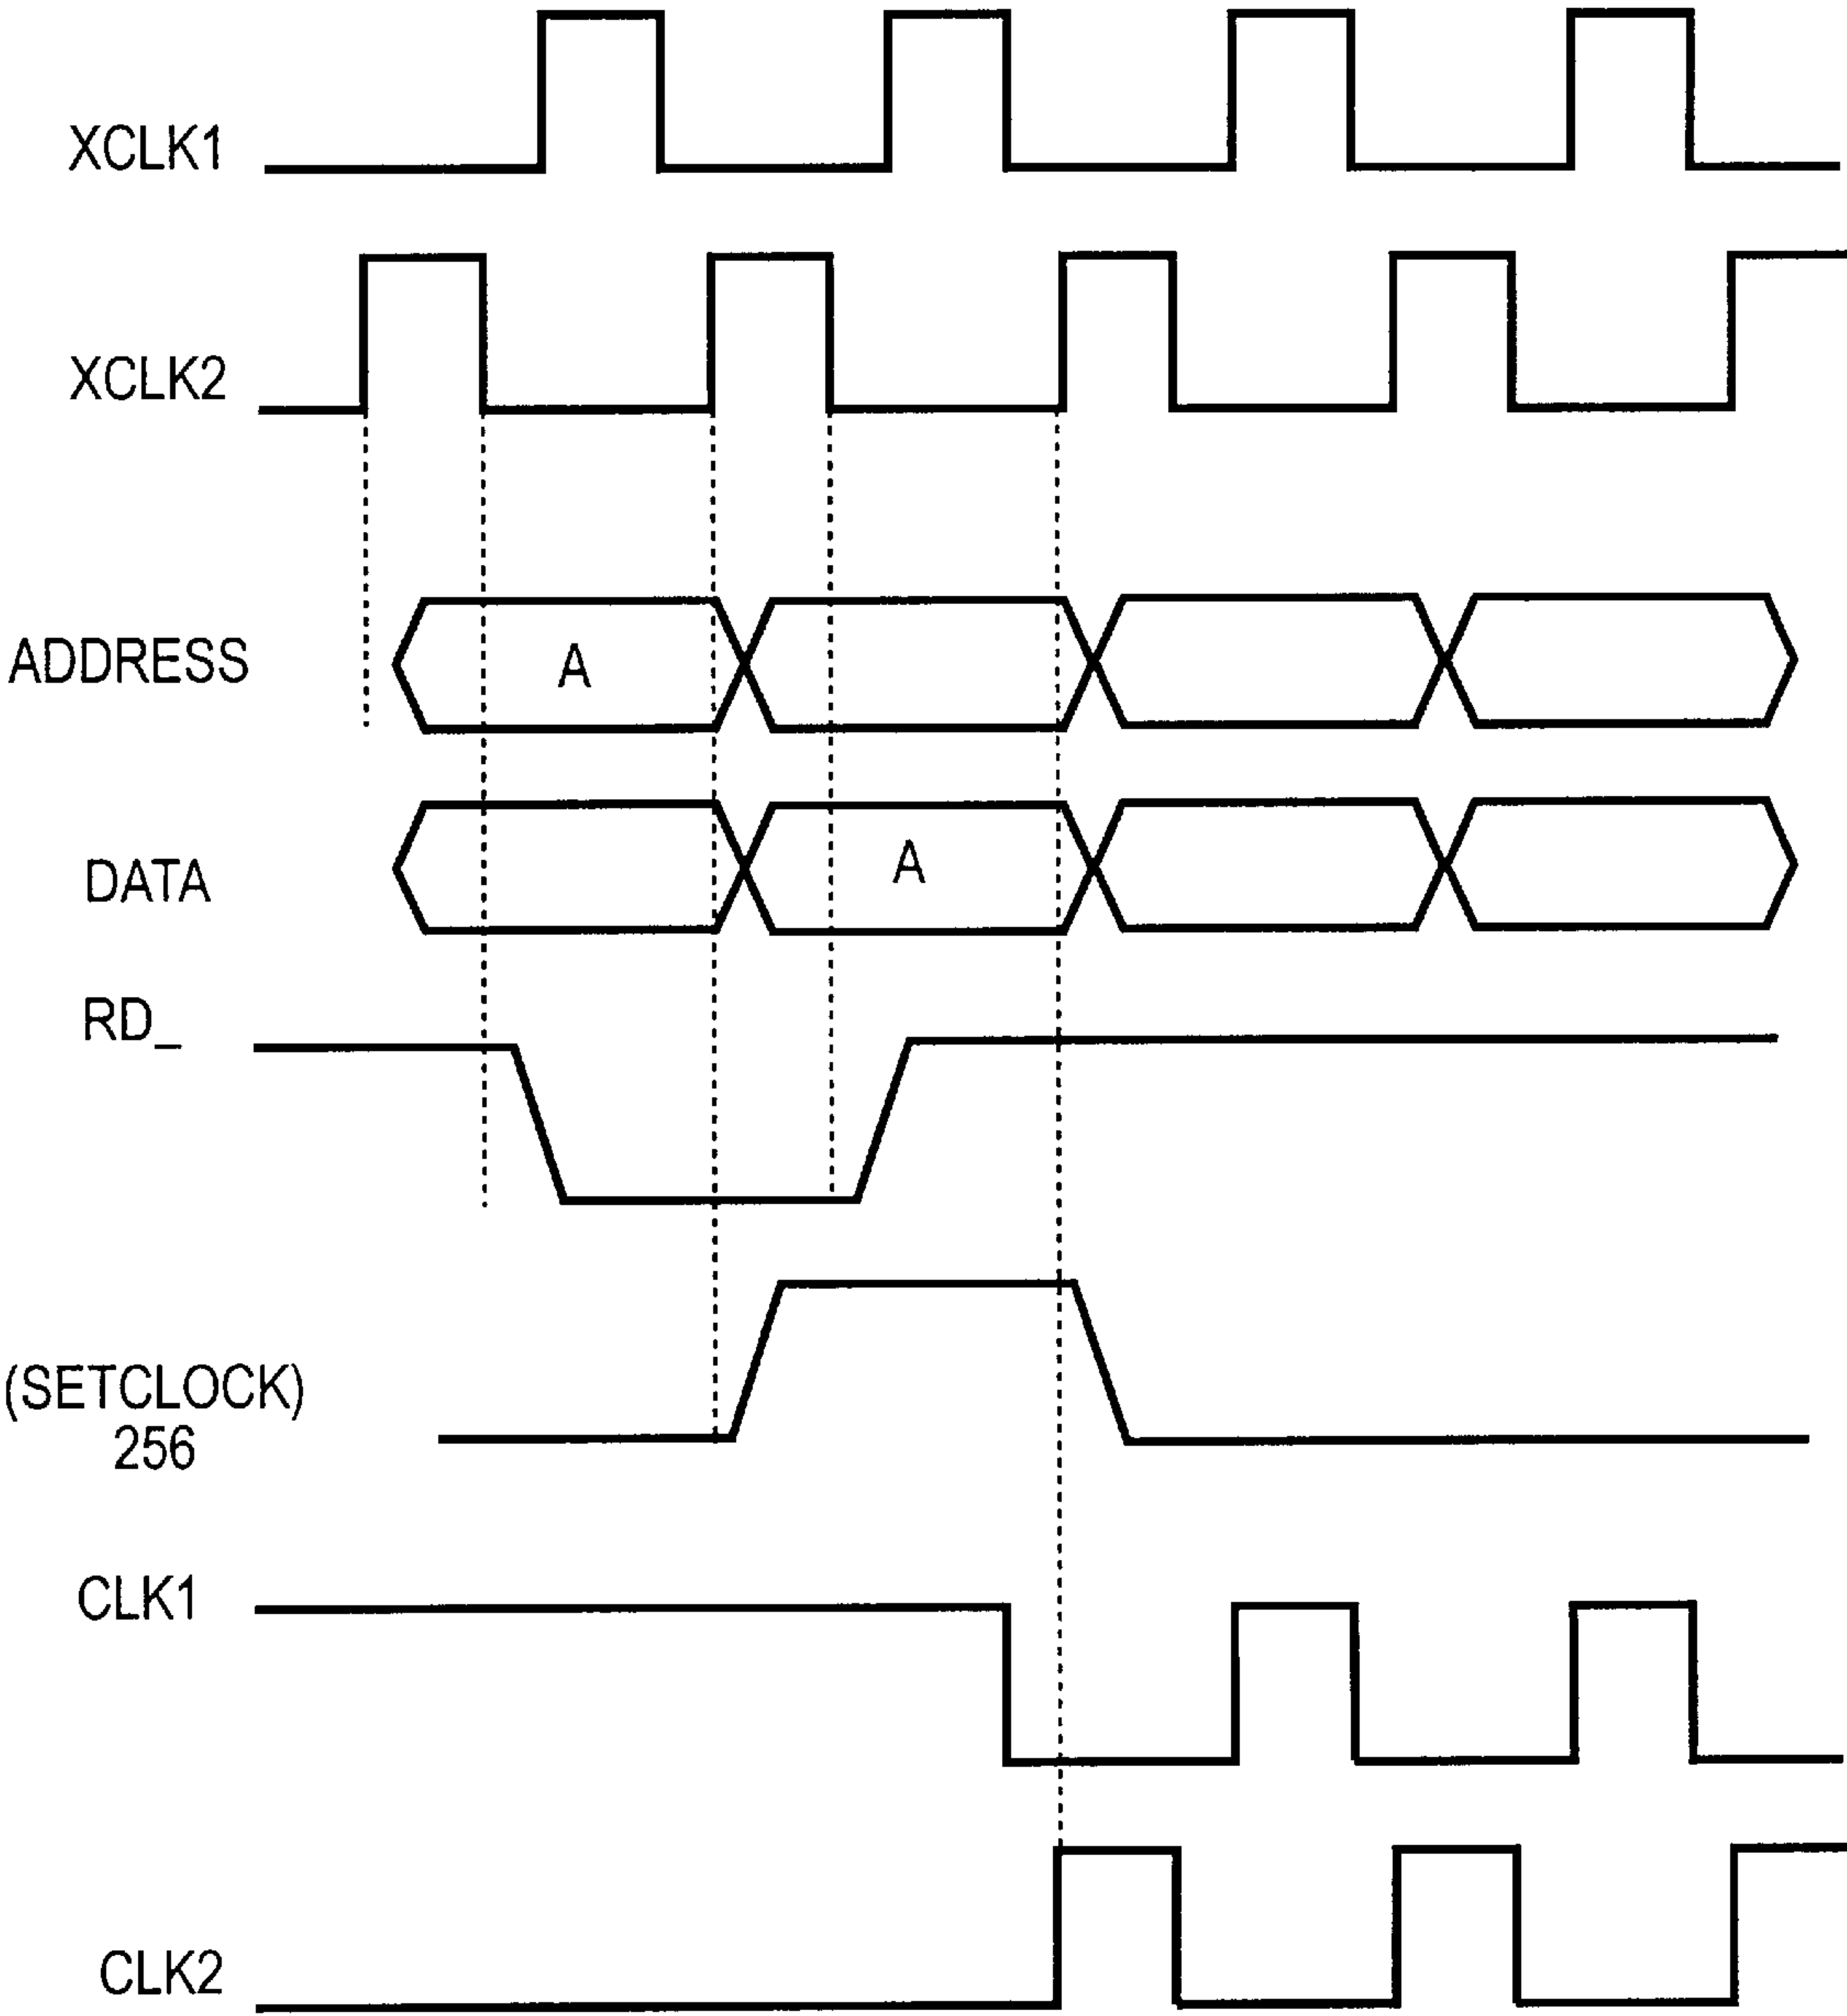 XCLK1
XCLK2
ADDRESS
A
DATA
A
RD_
(SETCLOCK)
256
CLK1
CLK2